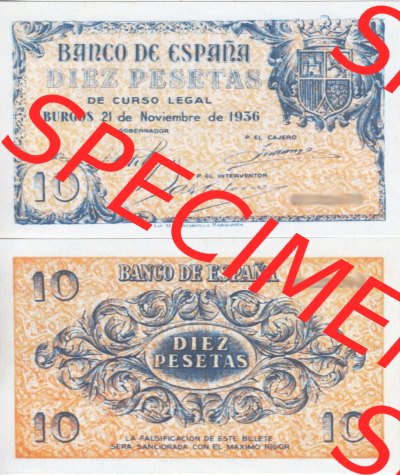 BANCO DE ESPAÑA
DIEZ PESETAS
DE CURSO LEGAL
BURGOS 21 de Noviembre de 1936
GOBERNADOR
P. EL CAJERO
P. EL INTERVENTOR
10
SPECIMEN
BANCO DE ESPAÑA
10
DIEZ
PESETAS
10
10
LA FALSIFICACION DE ESTE BILLETE
SERA SANCIONADA CON EL MAXIMO RIGOR